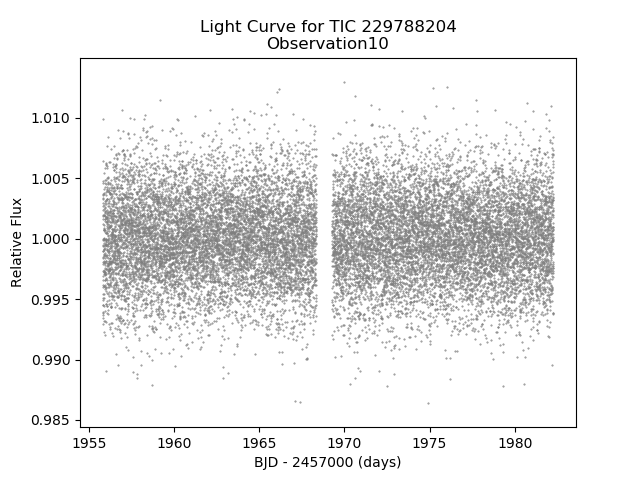 Light Curve for TIC 229788204
Observation10
1.010
1.005
1.000
0.995
0.990
0.985
Relative Flux
1955 1960 1965 1970 1975 1980
BJD - 2457000 (days)